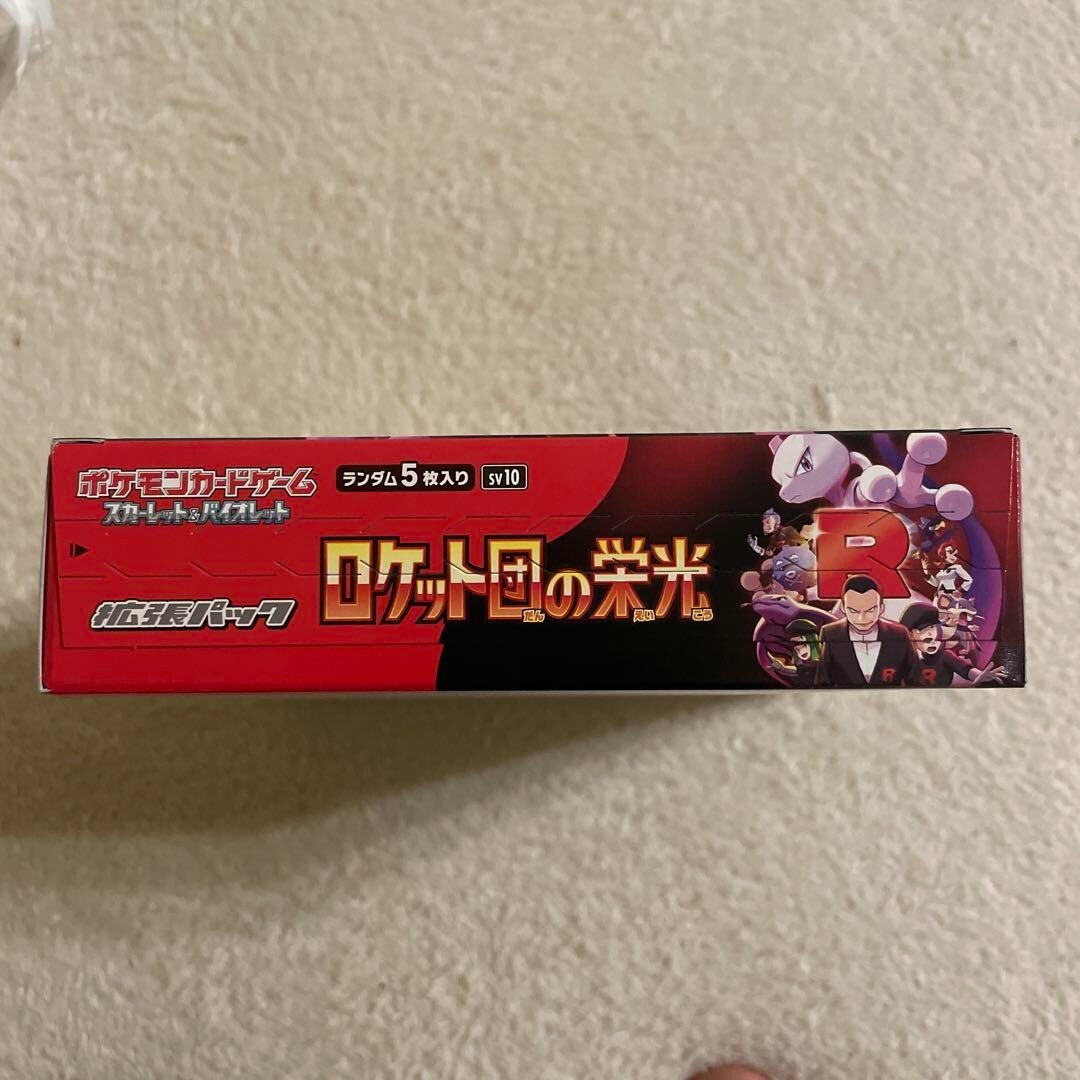 ポケモンカードゲーム
スカーレット&バイオレット
ランダム5枚入り
sv10
拡張パック
ロケット団の栄光
だん えい こう
R
R R